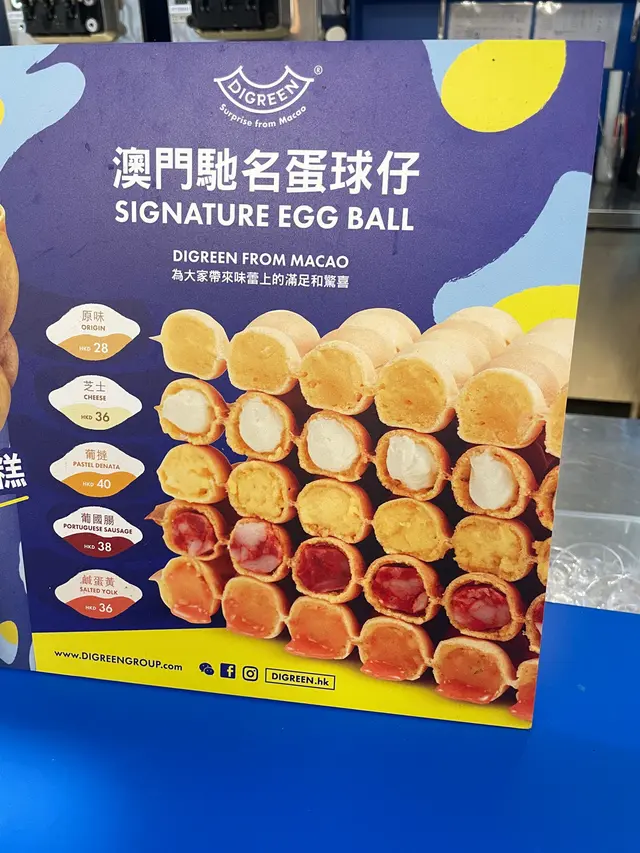 DIGREEN®
Surprise from Macao
澳門馳名蛋球仔
SIGNATURE EGG BALL
DIGREEN FROM MACAO
為大家帶來味蕾上的滿足和驚喜
原味
ORIGIN
HKD 28
芝士
CHEESE
HKD 36
葡撻
PASTEL DENATA
HKD 40
葡國腸
PORTUGUESE SAUSAGE
HKD 38
鹹蛋黃
SALTED YOLK
HKD 36
糕
www.DIGREENGROUP.com
DIGREEN.hk